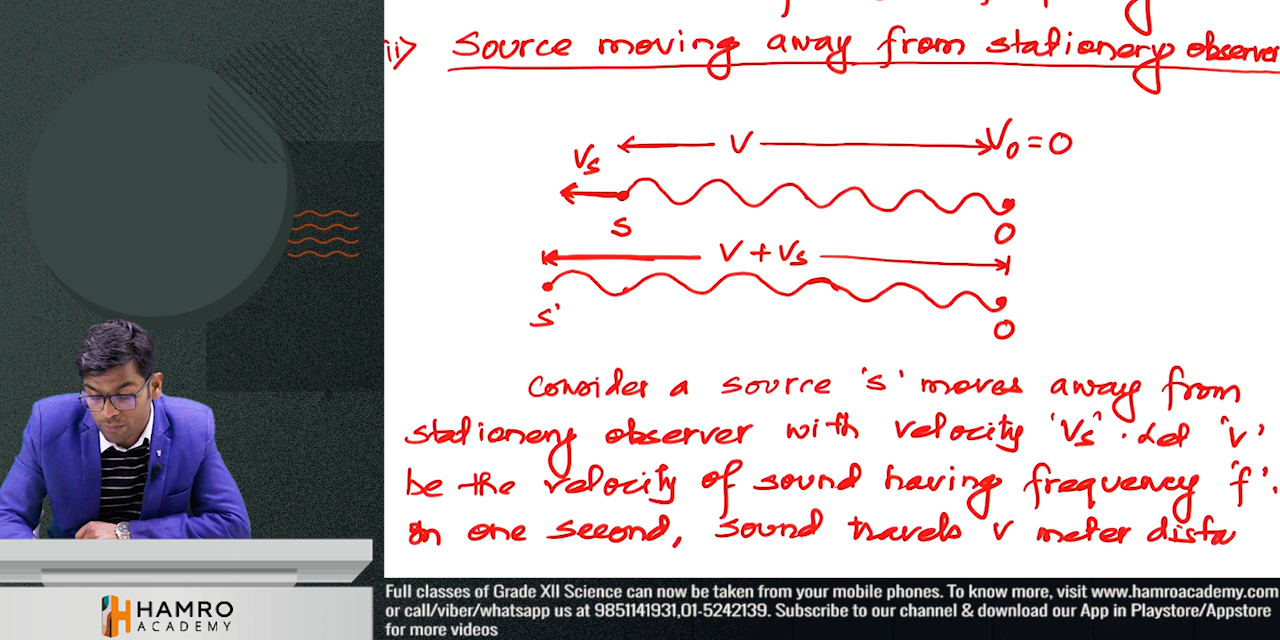 ii> Source moving away from stationery observer
V
V₀ = 0
Vs
S
O
V + Vs
S'
O
Consider a source 's' moves away from
stationery observer with velocity 'Vs'. Let 'v'
be the velocity of sound having frequency 'f'.
In one second, sound travels v meter dista
HAMRO
ACADEMY
Full classes of Grade XII Science can now be taken from your mobile phones. To know more, visit www.hamroacademy.com
or call/viber/whatsapp us at 9851141931,01-5242139. Subscribe to our channel & download our App in Playstore/Appstore
for more videos